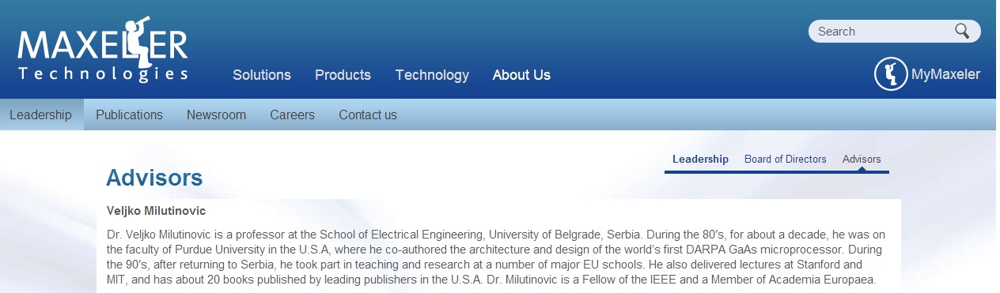 MAXELER
Technologies
Solutions Products Technology About Us
Search
MyMaxeler
Leadership Publications Newsroom Careers Contact us
Leadership Board of Directors Advisors
Advisors
Veljko Milutinovic
Dr. Veljko Milutinovic is a professor at the School of Electrical Engineering, University of Belgrade, Serbia. During the 80′s, for about a decade, he was on
the faculty of Purdue University in the U.S.A, where he co-authored the architecture and design of the world’s first DARPA GaAs microprocessor. During
the 90′s, after returning to Serbia, he took part in teaching and research at a number of major EU schools. He also delivered lectures at Stanford and
MIT, and has about 20 books published by leading publishers in the U.S.A. Dr. Milutinovic is a Fellow of the IEEE and a Member of Academia Europaea.